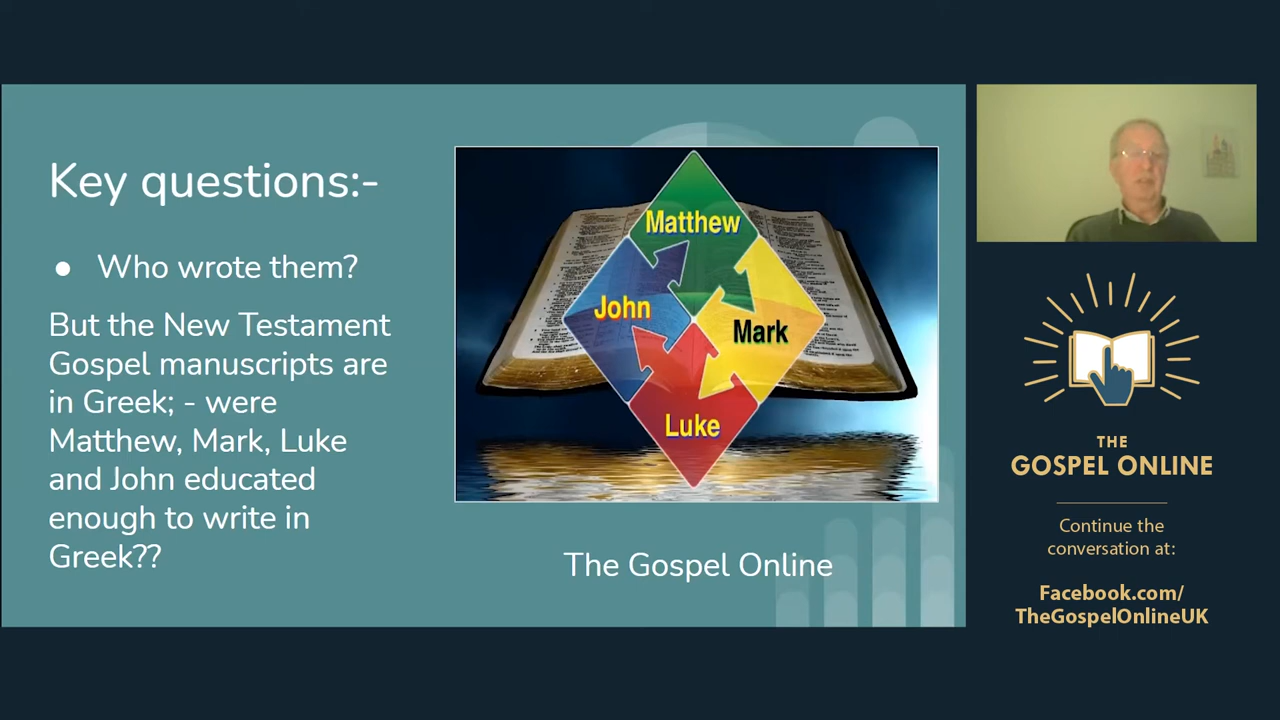 Key questions:-
● Who wrote them?
But the New Testament
Gospel manuscripts are
in Greek; - were
Matthew, Mark, Luke
and John educated
enough to write in
Greek??
Matthew
John
Mark
Luke
The Gospel Online
THE
GOSPEL ONLINE
Continue the
conversation at:
Facebook.com/
TheGospelOnlineUK